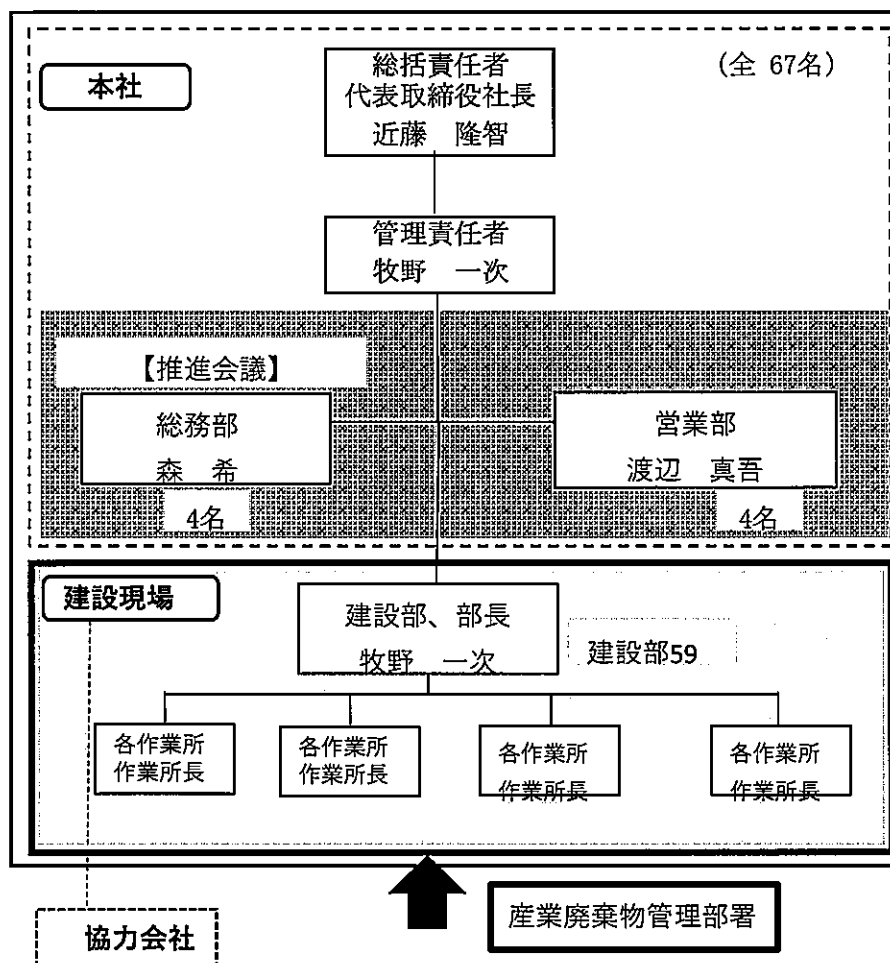 本社
総括責任者
代表取締役社長
近藤 隆智
(全 67名)
管理責任者
牧野 一次
【推進会議】
総務部
森 希
4名
営業部
渡辺 真吾
4名
建設現場
建設部、部長
牧野 一次
建設部59
各作業所
作業所長
各作業所
作業所長
各作業所
作業所長
各作業所
作業所長
産業廃棄物管理部署
協力会社